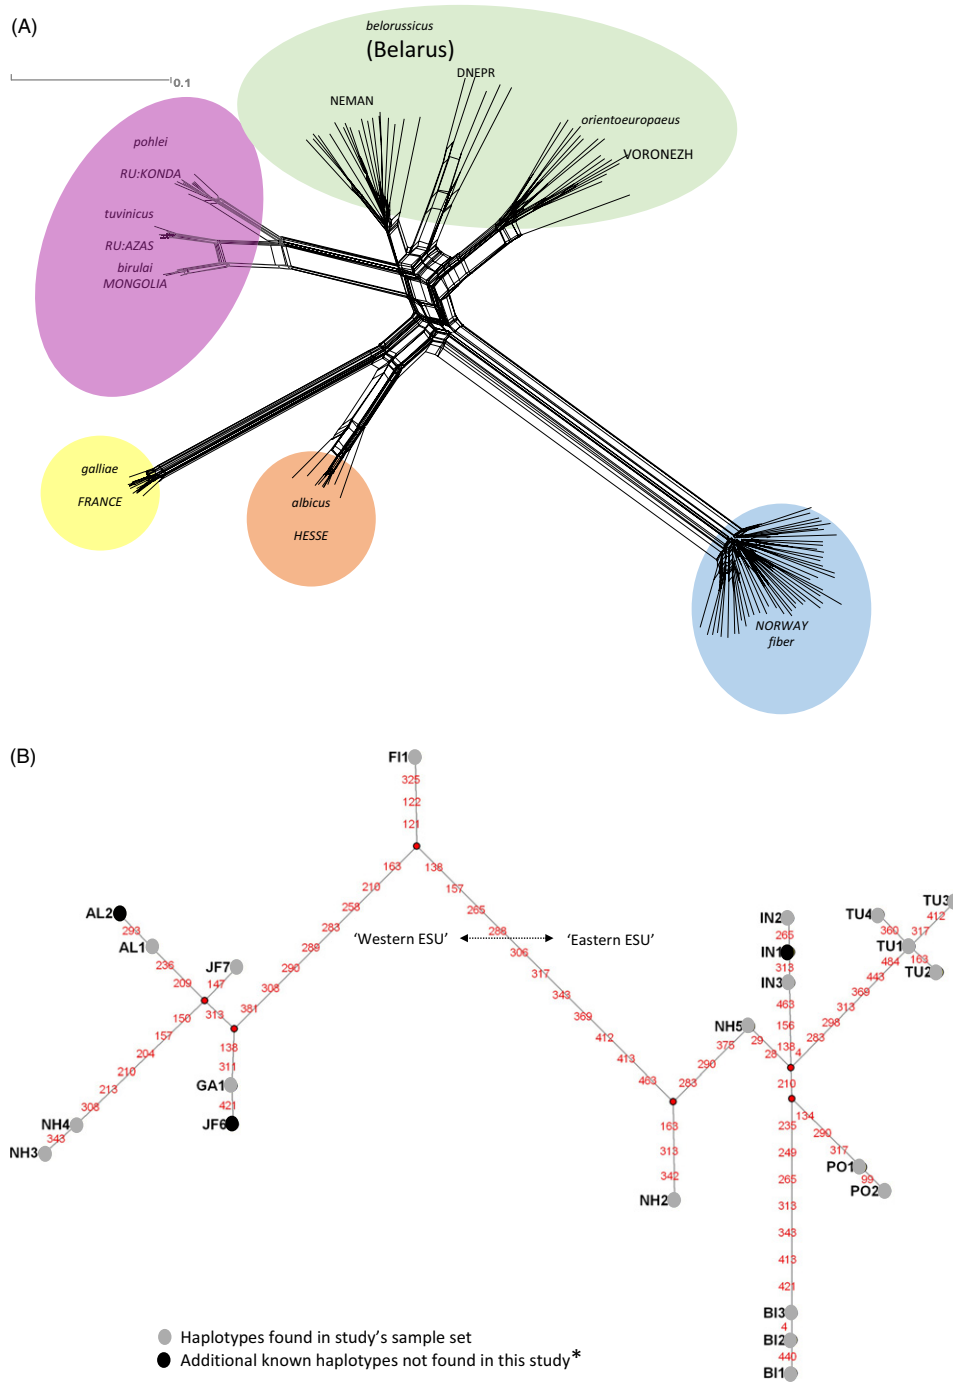 (A)
belorussicus
(Belarus)
0.1
DNEPR
NEMAN
orientoeuropaeus
VORONEZH
pohlei
RU:KONDA
tuvinicus
RU:AZAS
birulai
MONGOLIA
galliae
FRANCE
albicus
HESSE
NORWAY
fiber
(B)
FI1
325
122
121
163
210
258
283
289
290
308
381
138
157
265
288
306
317
343
369
412
413
463
'Western ESU'
'Eastern ESU'
AL2
293
AL1
236
209
JF7
147
313
150
157
204
210
213
308
NH4
343
NH3
138
311
GA1
421
JF6
163
313
342
NH2
283
290
375
NH5
29
28
IN2
265
IN1
313
IN3
463
156
138
4
283
298
313
369
443
484
TU1
360
TU4
317
412
TU3
163
TU2
210
134
290
317
PO1
99
PO2
235
249
265
313
343
413
421
BI3
4
BI2
440
BI1
Haplotypes found in study's sample set
Additional known haplotypes not found in this study*